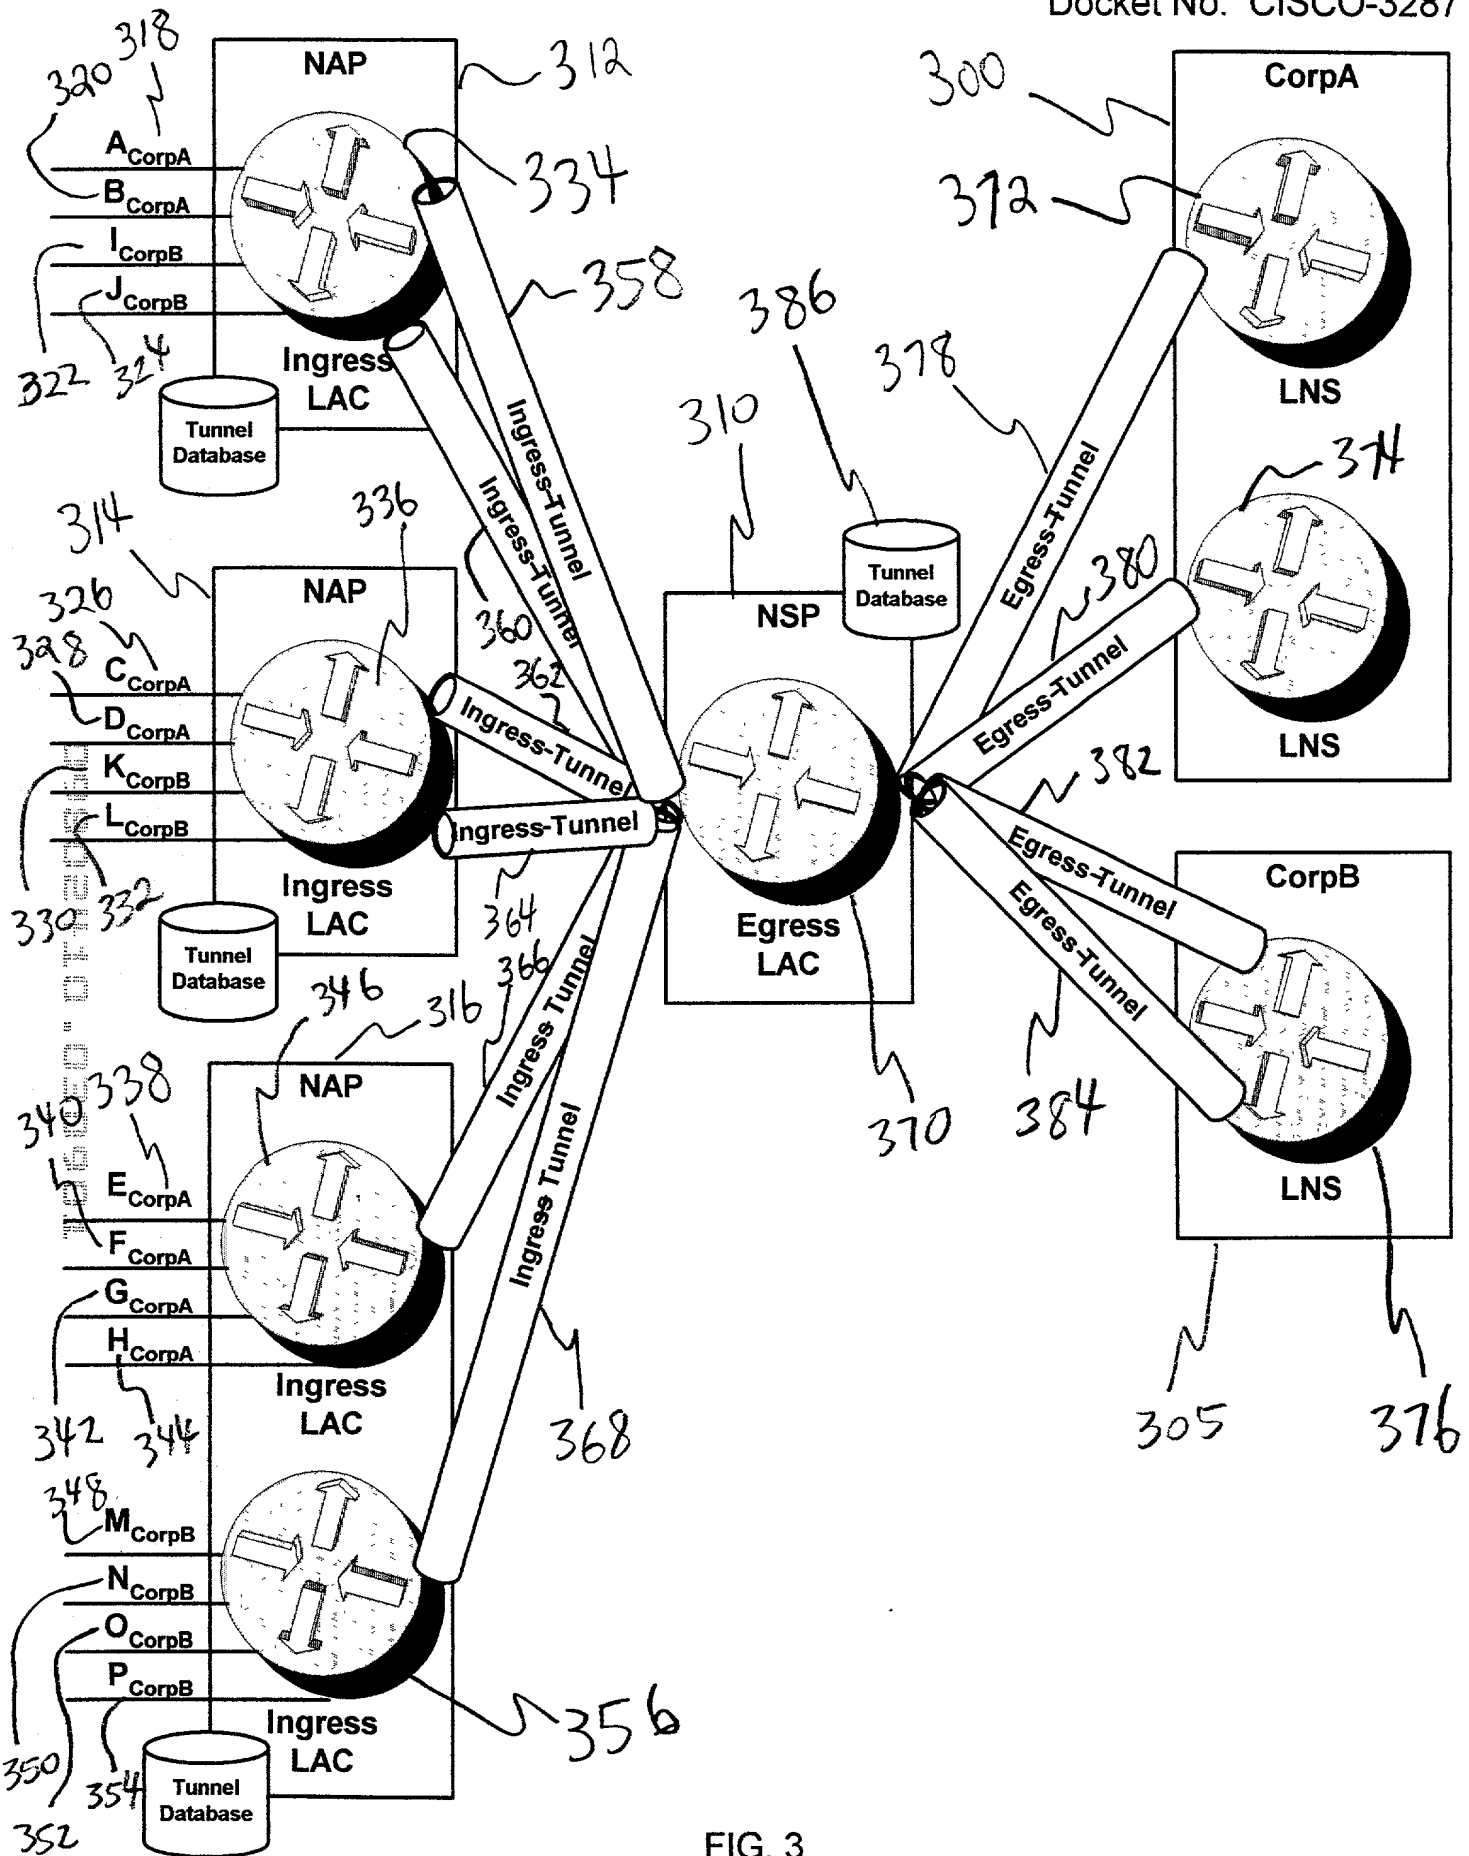 Docket No. CISCO-3287
318
NAP
312
320
300
CorpA
A CorpA
334
B CorpA
372
I CorpB
358
J CorpB
386
322
324
Ingress
LAC
378
LNS
Tunnel
Database
Ingress-Tunnel
310
374
Ingress-Tunnel
336
314
NAP
Egress-Tunnel
Tunnel
Database
380
326
360
NSP
328
C CorpA
362
Egress-Tunnel
D CorpA
Ingress-Tunnel
LNS
K CorpB
382
L CorpB
Ingress-Tunnel
Egress-Tunnel
CorpB
330
332
Ingress
LAC
364
Egress
LAC
Egress-Tunnel
Tunnel
Database
366
346
316
Ingress Tunnel
338
NAP
340
370
384
E CorpA
Ingress Tunnel
LNS
F CorpA
G CorpA
H CorpA
Ingress
LAC
342
344
368
305
376
348
M CorpB
N CorpB
O CorpB
P CorpB
Ingress
LAC
356
350
354
Tunnel
Database
352
FIG. 3